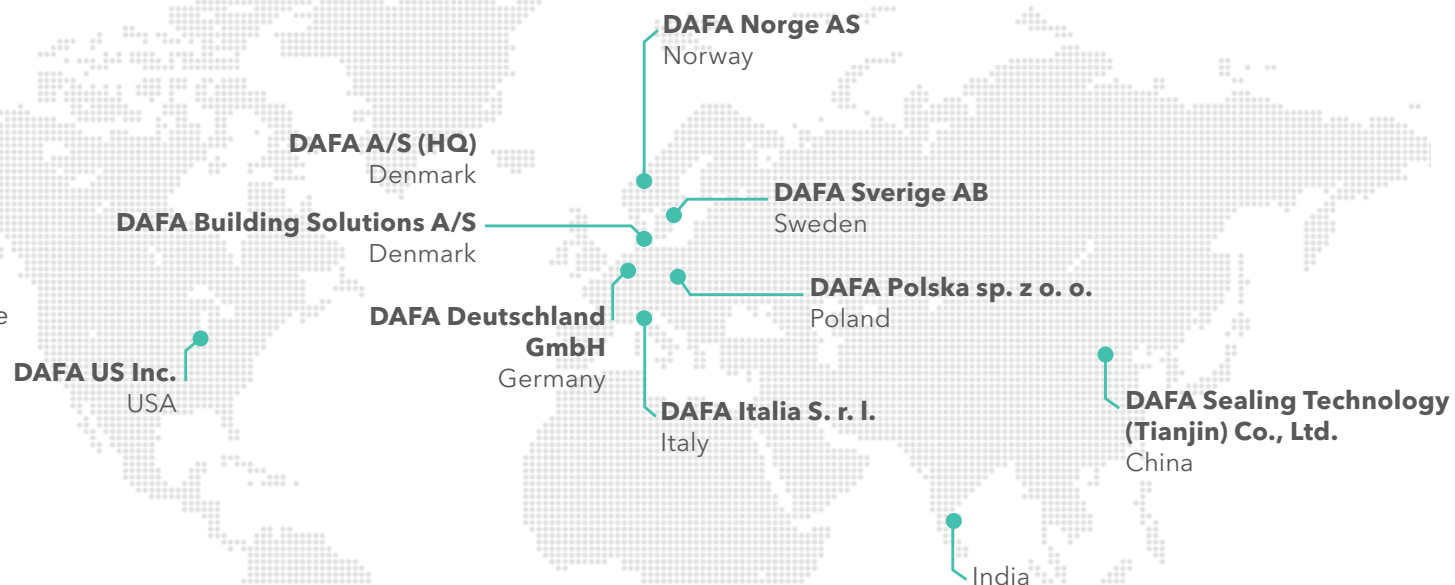 DAFA Norge AS
Norway
DAFA A/S (HQ)
Denmark
DAFA Sverige AB
Sweden
DAFA Building Solutions A/S
Denmark
DAFA Polska sp. z o. o.
Poland
e
DAFA Deutschland
GmbH
Germany
DAFA US Inc.
USA
DAFA Italia S. r. l.
Italy
DAFA Sealing Technology
(Tianjin) Co., Ltd.
China
India